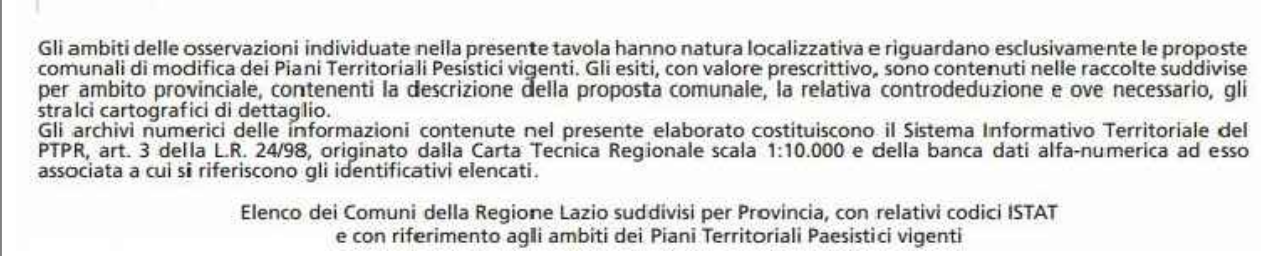 Gli ambiti delle osservazioni individuate nella presente tavola hanno natura localizzativa e riguardano esclusivamente le proposte
comunali di modifica dei Piani Territoriali Pesistici vigenti. Gli esiti, con valore prescrittivo, sono contenuti nelle raccolte suddivise
per ambito provinciale, contenenti la descrizione della proposta comunale, la relativa controdeduzione e ove necessario, gli
stralci cartografici di dettaglio.
Gli archivi numerici delle informazioni contenute nel presente elaborato costituiscono il Sistema Informativo Territoriale del
PTPR, art. 3 della L.R. 24/98, originato dalla Carta Tecnica Regionale scala 1:10.000 e della banca dati alfa-numerica ad esso
associata a cui si riferiscono gli identificativi elencati.
Elenco dei Comuni della Regione Lazio suddivisi per Provincia, con relativi codici ISTAT
e con riferimento agli ambiti dei Piani Territoriali Paesistici vigenti